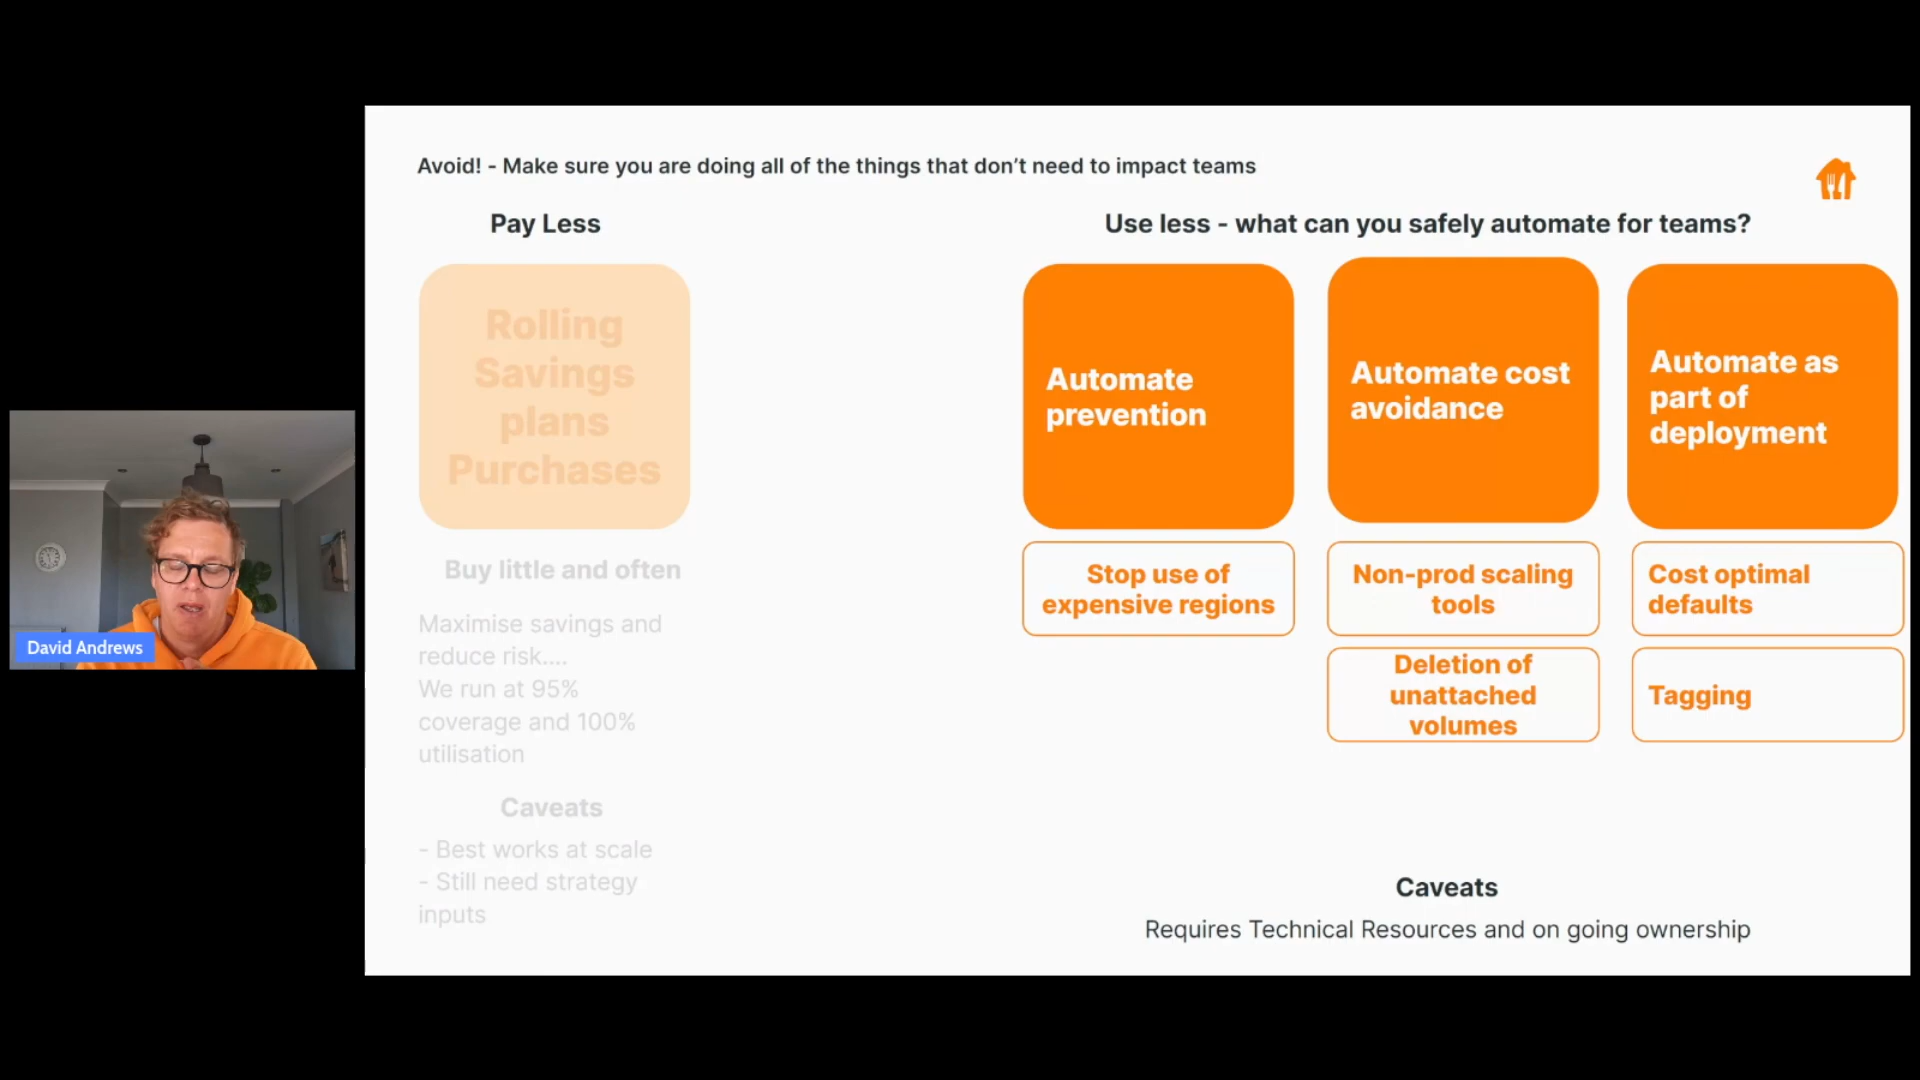 Avoid! - Make sure you are doing all of the things that don't need to impact teams
Pay Less
Rolling
Savings
plans
Purchases
Buy little and often
Maximise savings and
reduce risk....
We run at 95%
coverage and 100%
utilisation
Caveats
- Best works at scale
- Still need strategy
inputs
Use less - what can you safely automate for teams?
Automate
prevention
Stop use of
expensive regions
Automate cost
avoidance
Non-prod scaling
tools
Deletion of
unattached
volumes
Automate as
part of
deployment
Cost optimal
defaults
Tagging
Caveats
Requires Technical Resources and on going ownership
David Andrews